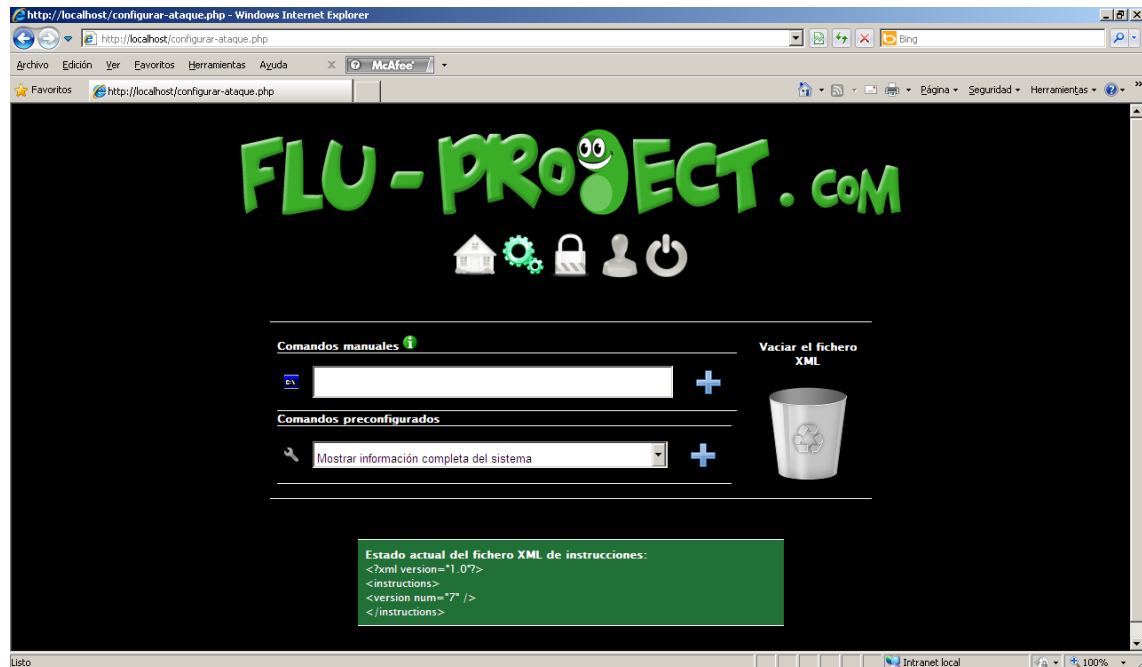 http://localhost/configurar-ataque.php - Windows Internet Explorer
http://localhost/configurar-ataque.php
Bing
Archivo Edición Ver Favoritos Herramientas Ayuda
X McAfee
Favoritos
http://localhost/configurar-ataque.php
Página Seguridad Herramientas
FLU-PROJECT.COM
Comandos manuales
C:\
Comandos preconfigurados
Mostrar información completa del sistema
Vaciar el fichero
XML
Estado actual del fichero XML de instrucciones:
<?xml version="1.0"?>
<instructions>
<version num="7" />
</instructions>
Listo
Intranet local
100%